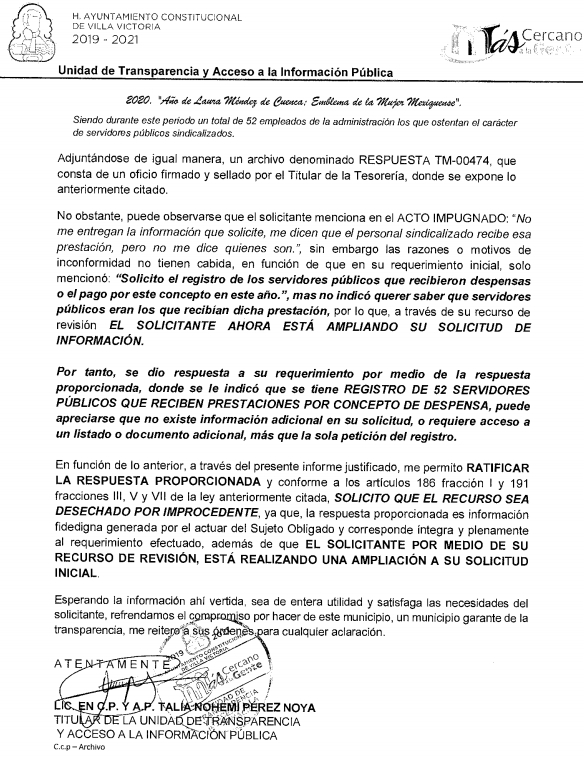 H. AYUNTAMIENTO CONSTITUCIONAL
DE VILLA VICTORIA
2019 - 2021
Más Cercano
a la Gente
Unidad de Transparencia y Acceso a la Información Pública
2020. "Año de Laura Méndez de Cuenca; Emblema de la Mujer Mexiquense".
Siendo durante este periodo un total de 52 empleados de la administración los que ostentan el carácter
de servidores públicos sindicalizados.
Adjuntándose de igual manera, un archivo denominado RESPUESTA TM-00474, que
consta de un oficio firmado y sellado por el Titular de la Tesorería, donde se expone lo
anteriormente citado.
No obstante, puede observarse que el solicitante menciona en el ACTO IMPUGNADO: "No
me entregan la información que solicite, me dicen que el personal sindicalizado recibe esa
prestación, pero no me dice quienes son.", sin embargo las razones o motivos de
inconformidad no tienen cabida, en función de que en su requerimiento inicial, solo
mencionó: "Solicito el registro de los servidores públicos que recibieron despensas
o el pago por este concepto en este año.", mas no indicó querer saber que servidores
públicos eran los que recibían dicha prestación, por lo que, a través de su recurso de
revisión EL SOLICITANTE AHORA ESTÁ AMPLIANDO SU SOLICITUD DE
INFORMACIÓN.
Por tanto, se dio respuesta a su requerimiento por medio de la respuesta
proporcionada, donde se le indicó que se tiene REGISTRO DE 52 SERVIDORES
PÚBLICOS QUE RECIBEN PRESTACIONES POR CONCEPTO DE DESPENSA, puede
apreciarse que no existe información adicional en su solicitud, o requiere acceso a
un listado o documento adicional, más que la sola petición del registro.
En función de lo anterior, a través del presente informe justificado, me permito RATIFICAR
LA RESPUESTA PROPORCIONADA y conforme a los artículos 186 fracción I y 191
fracciones III, V y VII de la ley anteriormente citada, SOLICITO QUE EL RECURSO SEA
DESECHADO POR IMPROCEDENTE, ya que, la respuesta proporcionada es información
fidedigna generada por el actuar del Sujeto Obligado y corresponde íntegra y plenamente
al requerimiento efectuado, además de que EL SOLICITANTE POR MEDIO DE SU
RECURSO DE REVISIÓN, ESTÁ REALIZANDO UNA AMPLIACIÓN A SU SOLICITUD
INICIAL.
Esperando la información ahí vertida, sea de entera utilidad y satisfaga las necesidades del
solicitante, refrendamos el compromiso por hacer de este municipio, un municipio garante de la
transparencia, me reitero a sus órdenes para cualquier aclaración.
ATENTAMENTE
LIC. EN C.P. Y A.P. TALÍA NOHEMÍ PÉREZ NOYA
TITULAR DE LA UNIDAD DE TRANSPARENCIA
Y ACCESO A LA INFORMACIÓN PÚBLICA
C.c.p – Archivo